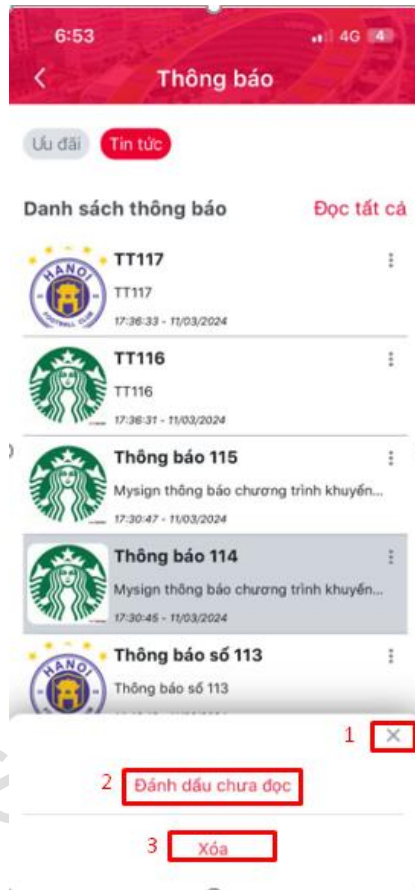 6:53
4G 4
Thông báo
Ưu đãi
Tin tức
Danh sách thông báo
Đọc tất cả
HANOI
FOOTBALL CLUB
TT117
TT117
17:36:33 - 11/03/2024
TT116
TT116
17:36:31 - 11/03/2024
Thông báo 115
Mysign thông báo chương trình khuyến...
17:30:47 - 11/03/2024
Thông báo 114
Mysign thông báo chương trình khuyến...
17:30:45 - 11/03/2024
HANOI
Thông báo số 113
Thông báo số 113
1
2
Đánh dấu chưa đọc
3
Xóa